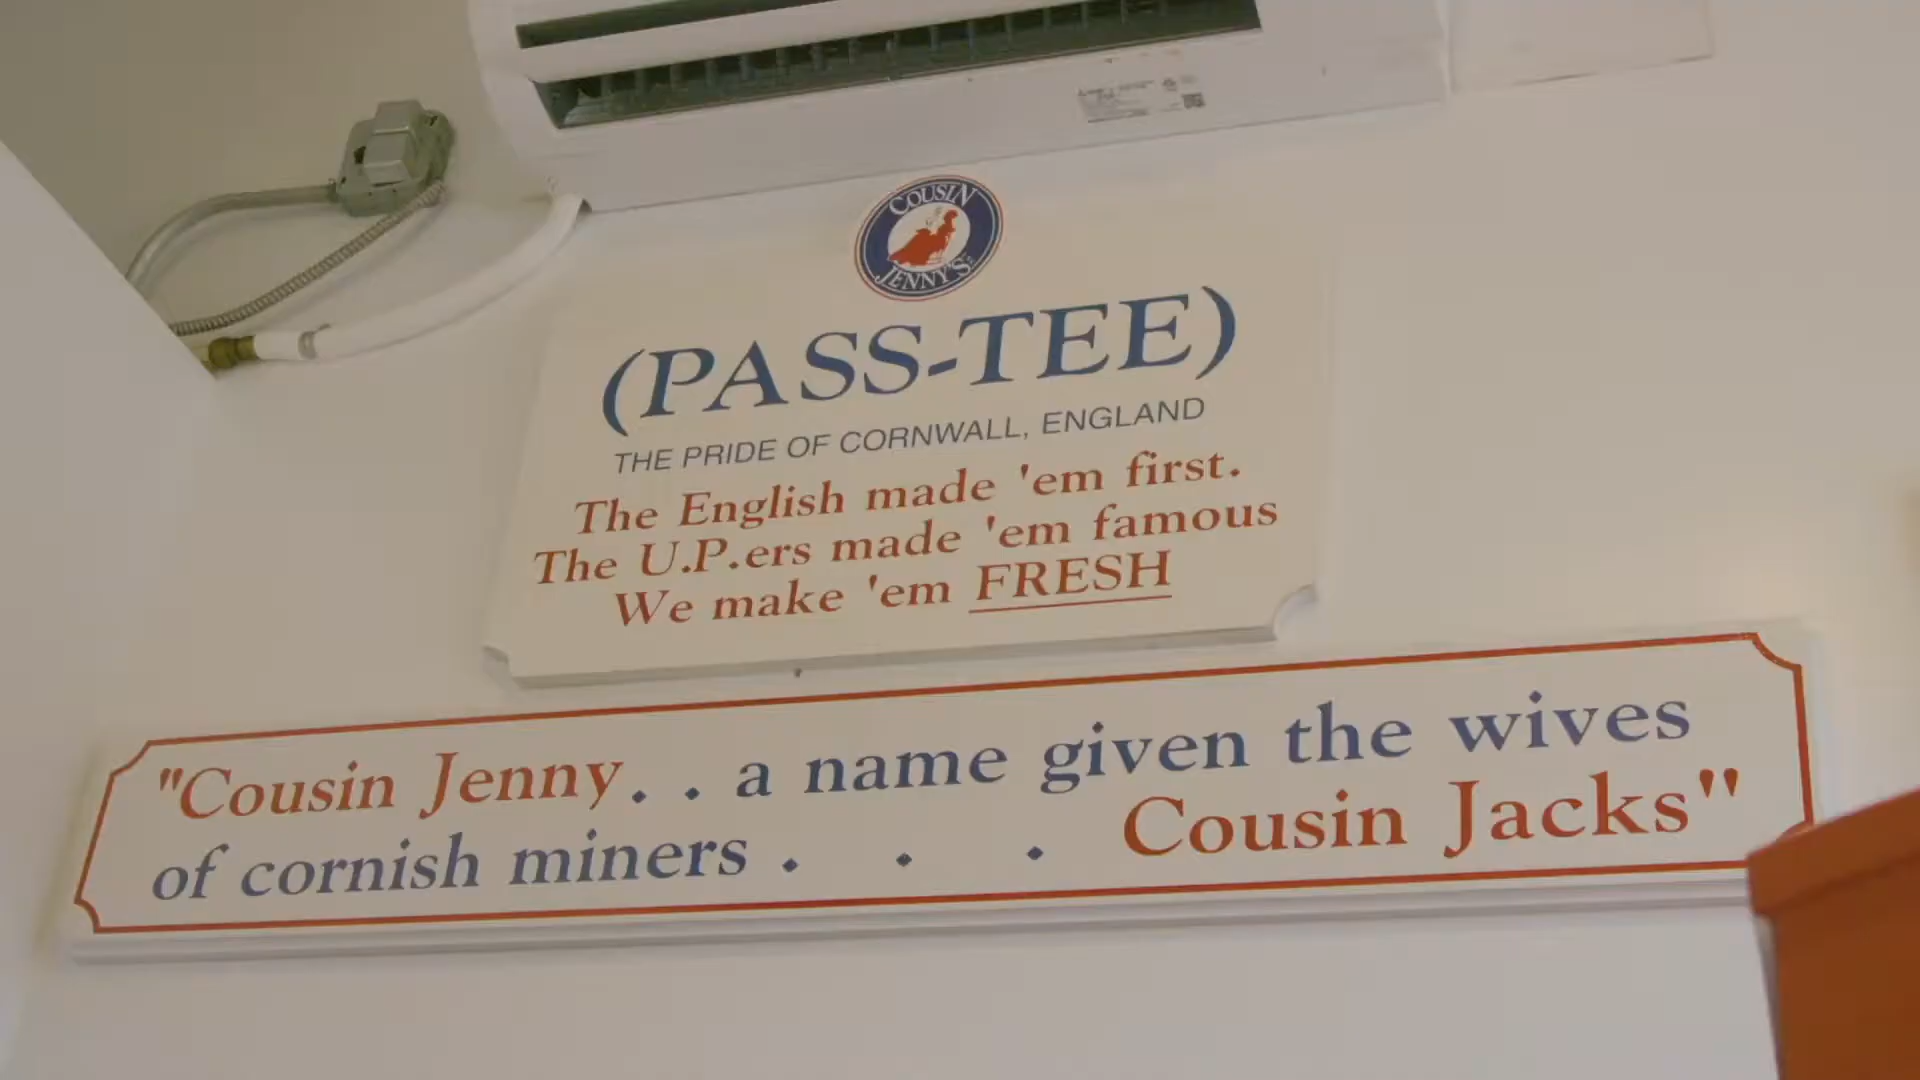 COUSIN
JENNY'S
(PASS-TEE)
THE PRIDE OF CORNWALL, ENGLAND
The English made 'em first.
The U.P.ers made 'em famous
We make 'em FRESH
"Cousin Jenny. . a name given the wives
of cornish miners . . . Cousin Jacks"